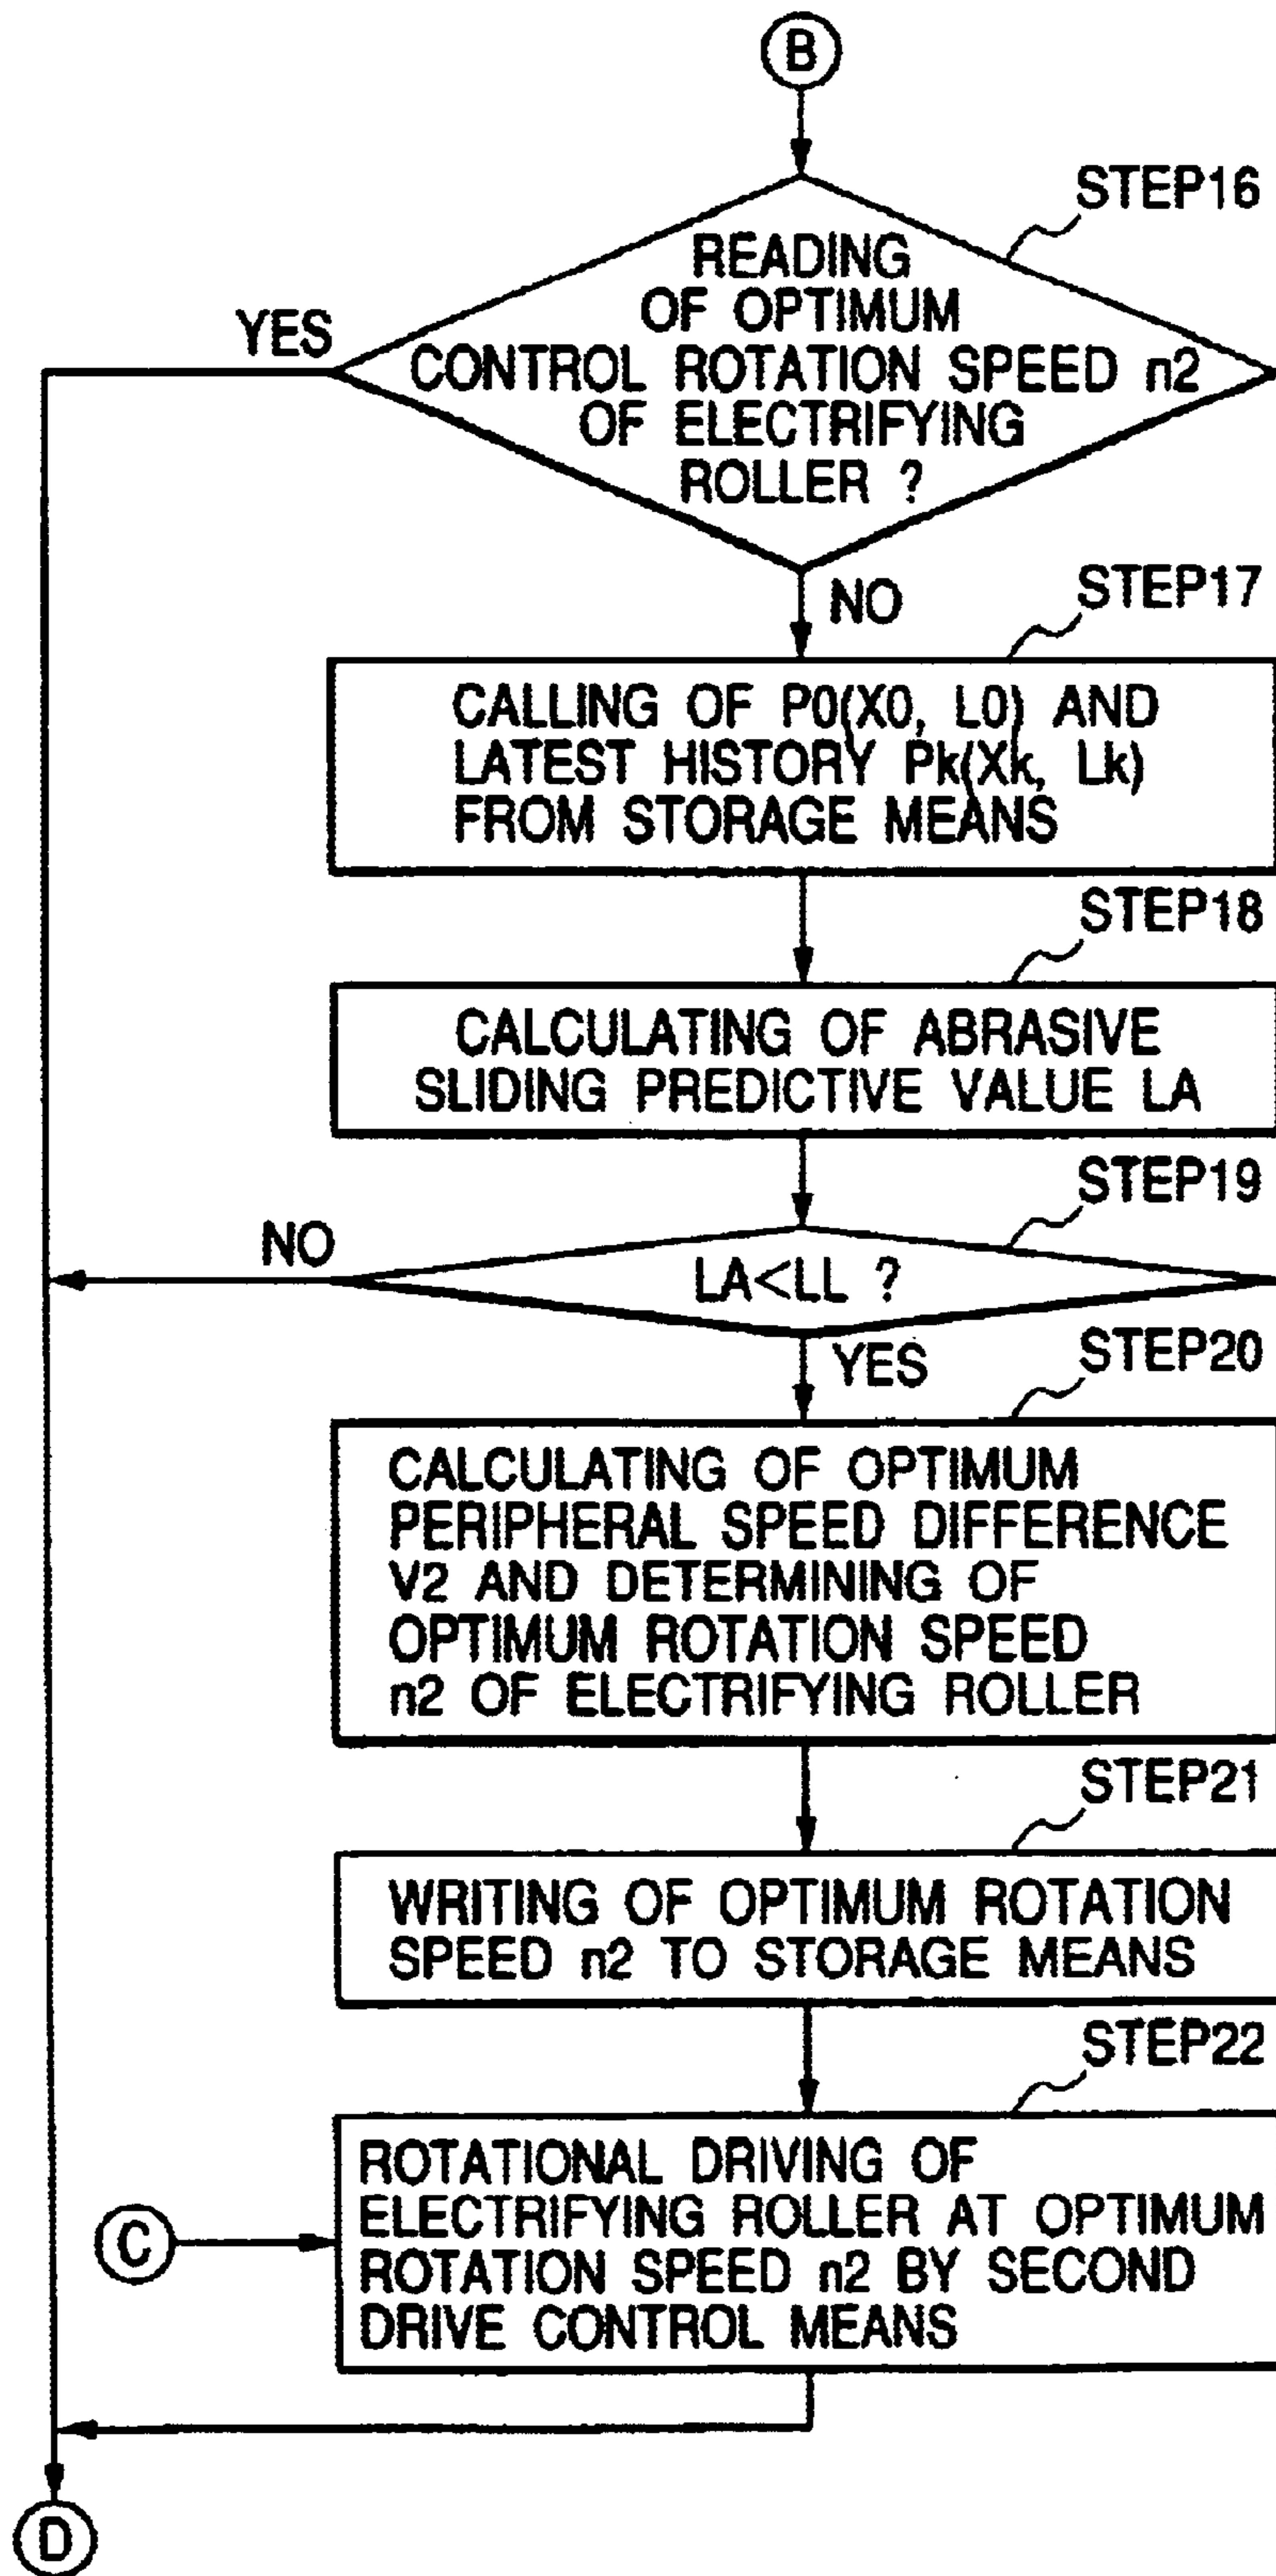 B
STEP16
READING
OF OPTIMUM
CONTROL ROTATION SPEED n2
OF ELECTRIFYING
ROLLER ?
YES
NO
STEP17
CALLING OF P0(X0, L0) AND
LATEST HISTORY Pk(Xk, Lk)
FROM STORAGE MEANS
STEP18
CALCULATING OF ABRASIVE
SLIDING PREDICTIVE VALUE LA
STEP19
NO
LA<LL ?
YES
STEP20
CALCULATING OF OPTIMUM
PERIPHERAL SPEED DIFFERENCE
V2 AND DETERMINING OF
OPTIMUM ROTATION SPEED
n2 OF ELECTRIFYING ROLLER
STEP21
WRITING OF OPTIMUM ROTATION
SPEED n2 TO STORAGE MEANS
STEP22
C
ROTATIONAL DRIVING OF
ELECTRIFYING ROLLER AT OPTIMUM
ROTATION SPEED n2 BY SECOND
DRIVE CONTROL MEANS
D